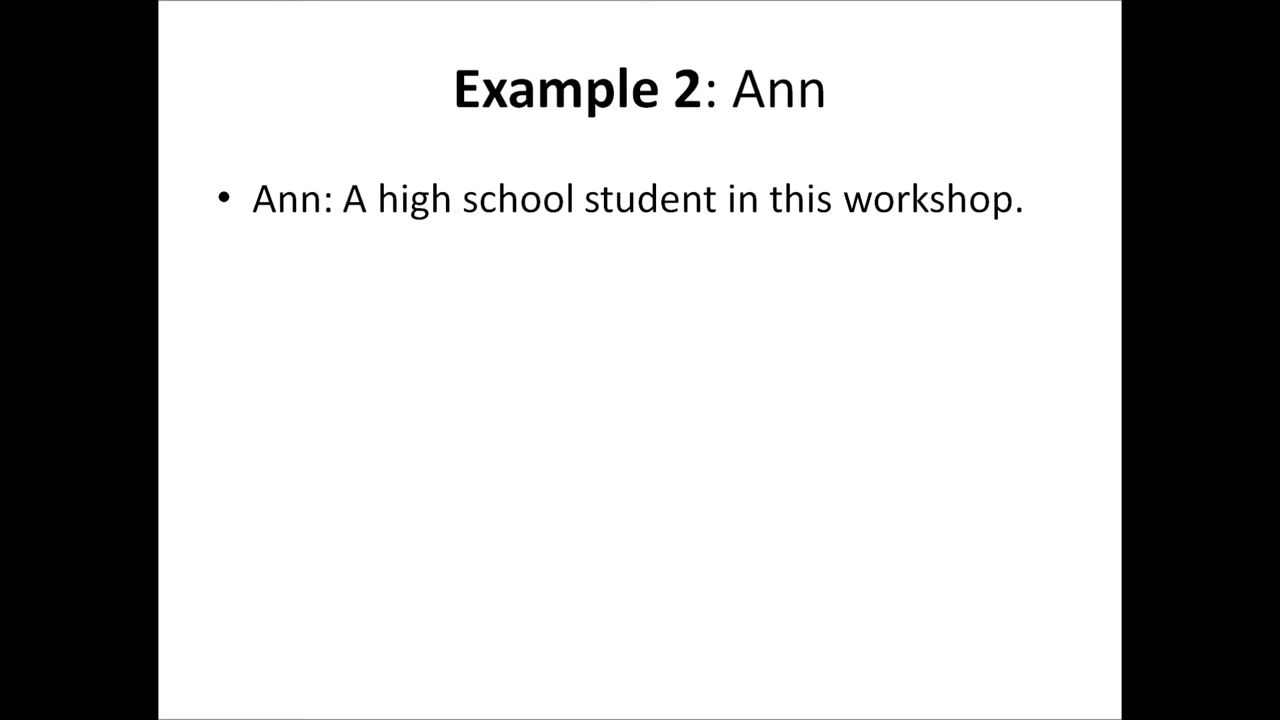 Example 2: Ann
• Ann: A high school student in this workshop.